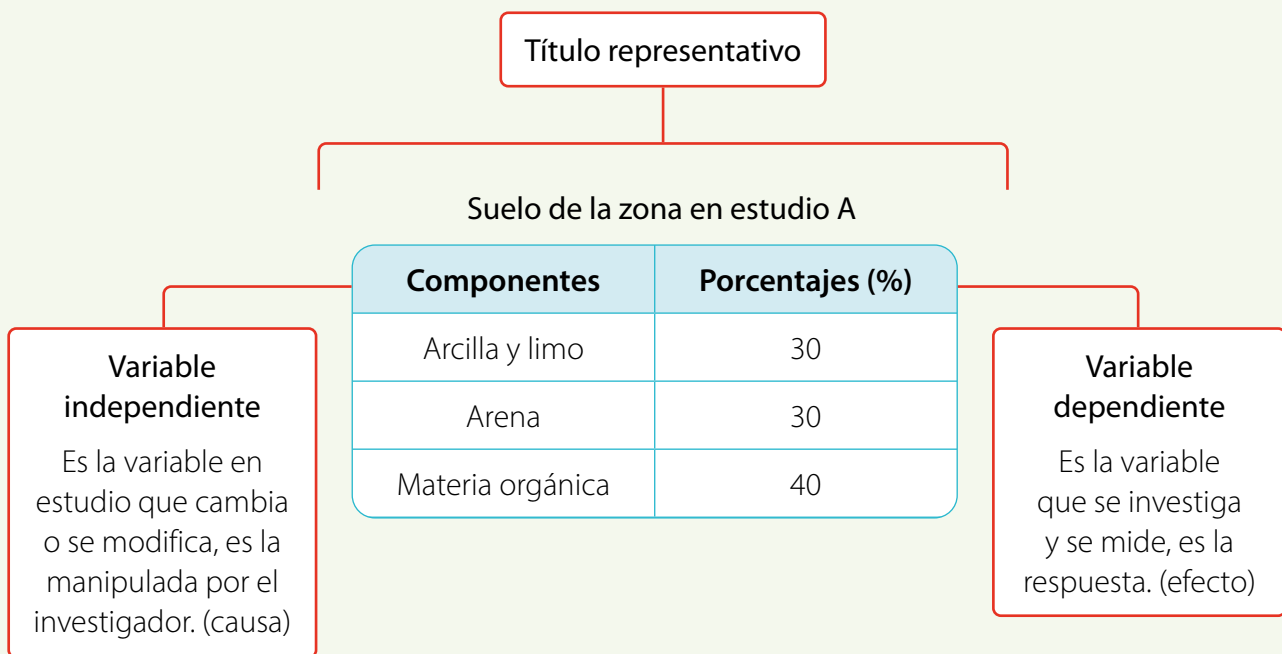 Título representativo
Suelo de la zona en estudio A
Componentes Porcentajes (%)
Arcilla y limo 30
Arena 30
Materia orgánica 40
Variable
independiente
Es la variable en
estudio que cambia
o se modifica, es la
manipulada por el
investigador. (causa)
Variable
dependiente
Es la variable
que se investiga
y se mide, es la
respuesta. (efecto)